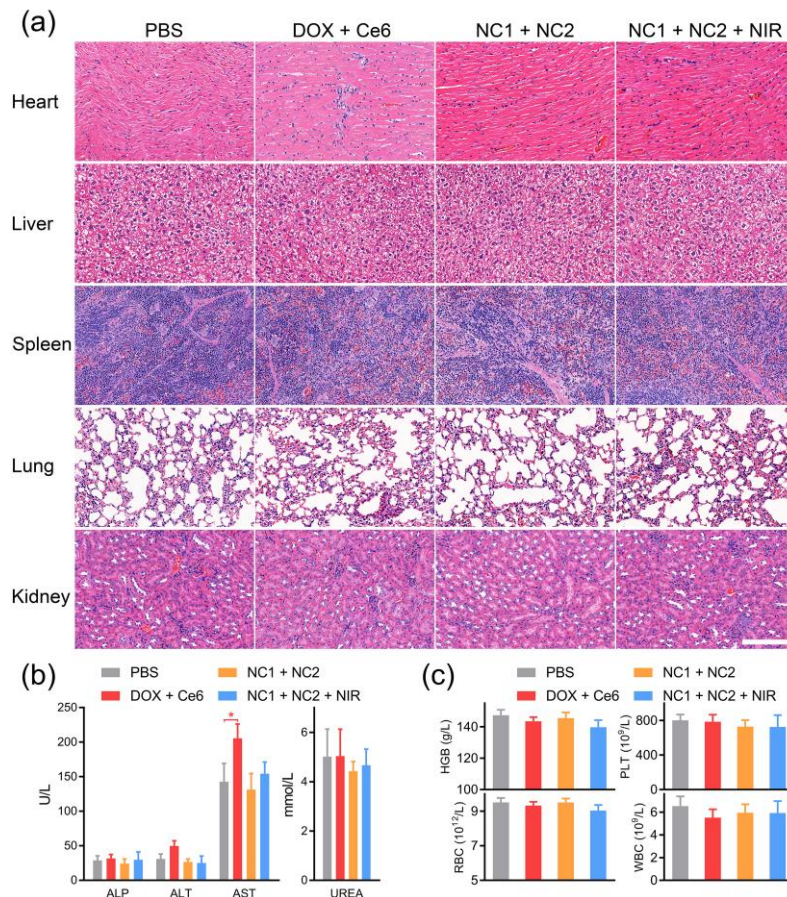 (a)
PBS DOX + Ce6 NC1 + NC2 NC1 + NC2 + NIR
Heart
Liver
Spleen
Lung
Kidney
(b)
PBS NC1 + NC2
DOX + Ce6 NC1 + NC2 + NIR
250
200
150
100
50
0
U/L
ALP ALT AST
*
6
4
2
0
mmol/L
UREA
(c)
PBS NC1 + NC2
DOX + Ce6 NC1 + NC2 + NIR
140
120
100
HGB (g/L)
800
400
0
PLT (10⁹/L)
9
6
3
RBC (10¹²/L)
6
4
2
0
WBC (10⁹/L)